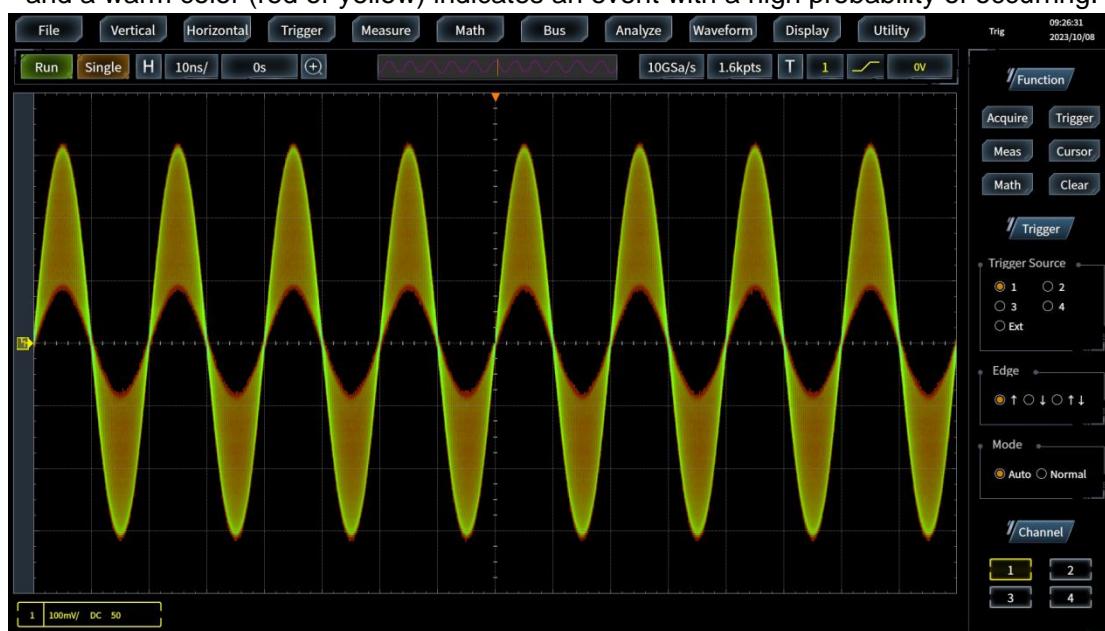 and a warm color (red or yellow) indicates an event with a high probability of occurring.
File Vertical Horizontal Trigger Measure Math Bus Analyze Waveform Display Utility Trig 09:26:31
2023/10/08
Run Single H 10ns/ 0s 10GSa/s 1.6kpts T 1 0V
Function
Acquire Trigger
Meas Cursor
Math Clear
Trigger
Trigger Source
1 2
3 4
Ext
Edge
↑ ↓ ↑↓
Mode
Auto Normal
Channel
1 2
3 4
1 100mV/ DC 50